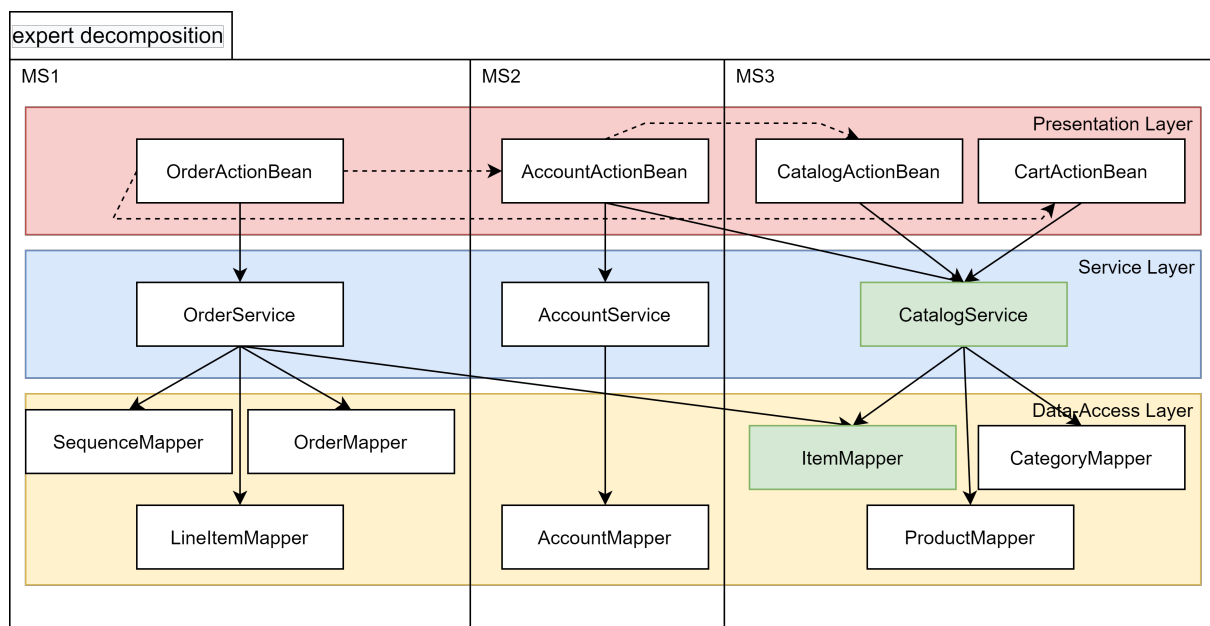 expert decomposition
MS1
MS2
MS3
Presentation Layer
OrderActionBean
AccountActionBean
CatalogActionBean
CartActionBean
Service Layer
OrderService
AccountService
CatalogService
Data-Access Layer
SequenceMapper
OrderMapper
ItemMapper
CategoryMapper
LineItemMapper
AccountMapper
ProductMapper